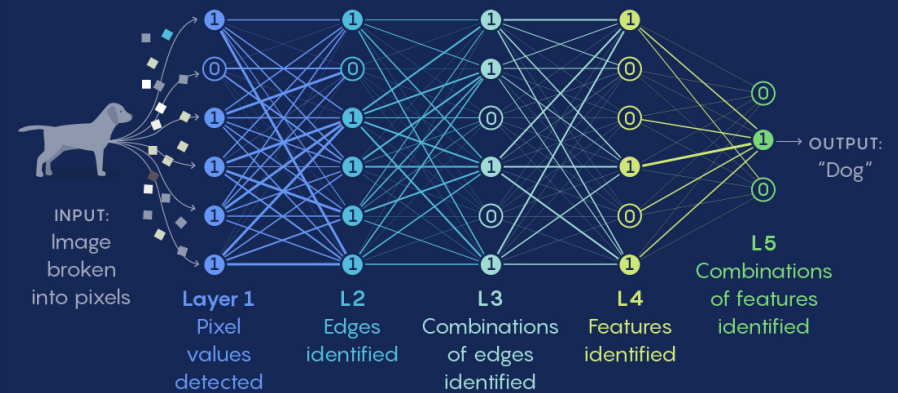 1 1 1 1
0 0 1 0
0
1 1 0 0
1
OUTPUT:
“Dog“
1 1 1 1
0
1 1 0 0
1 1 1 1
INPUT:
Image
broken
into pixels
Layer 1
Pixel
values
detected
L2
Edges
identified
L3
Combinations
of edges
identified
L4
Features
identified
L5
Combinations
of features
identified